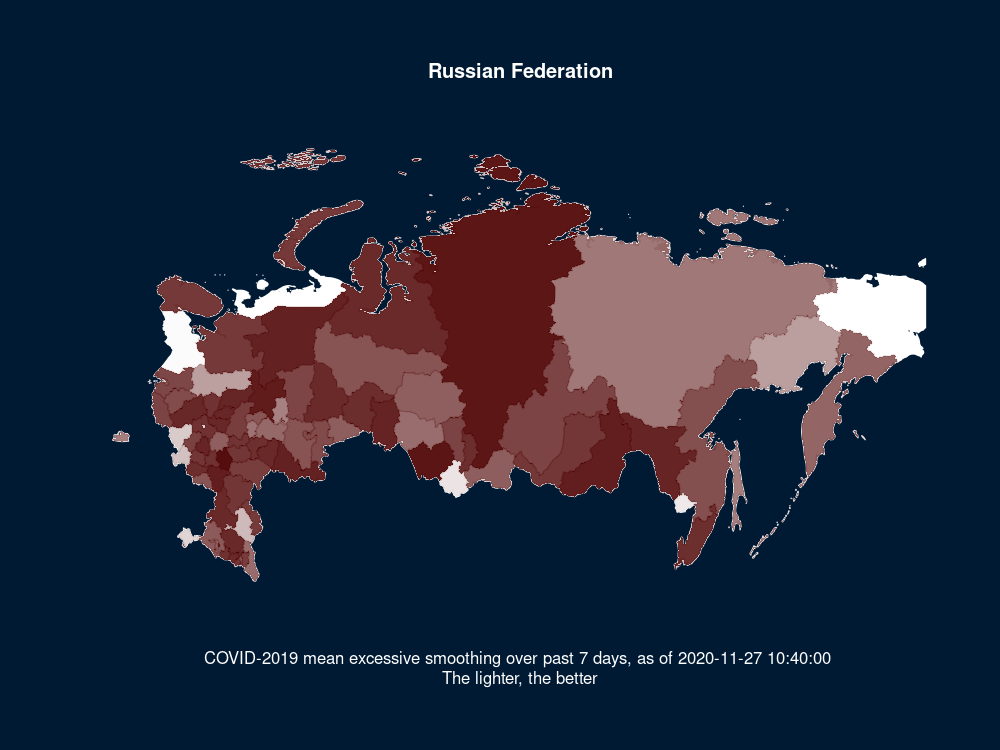 Russian Federation
COVID-2019 mean excessive smoothing over past 7 days, as of 2020-11-27 10:40:00
The lighter, the better